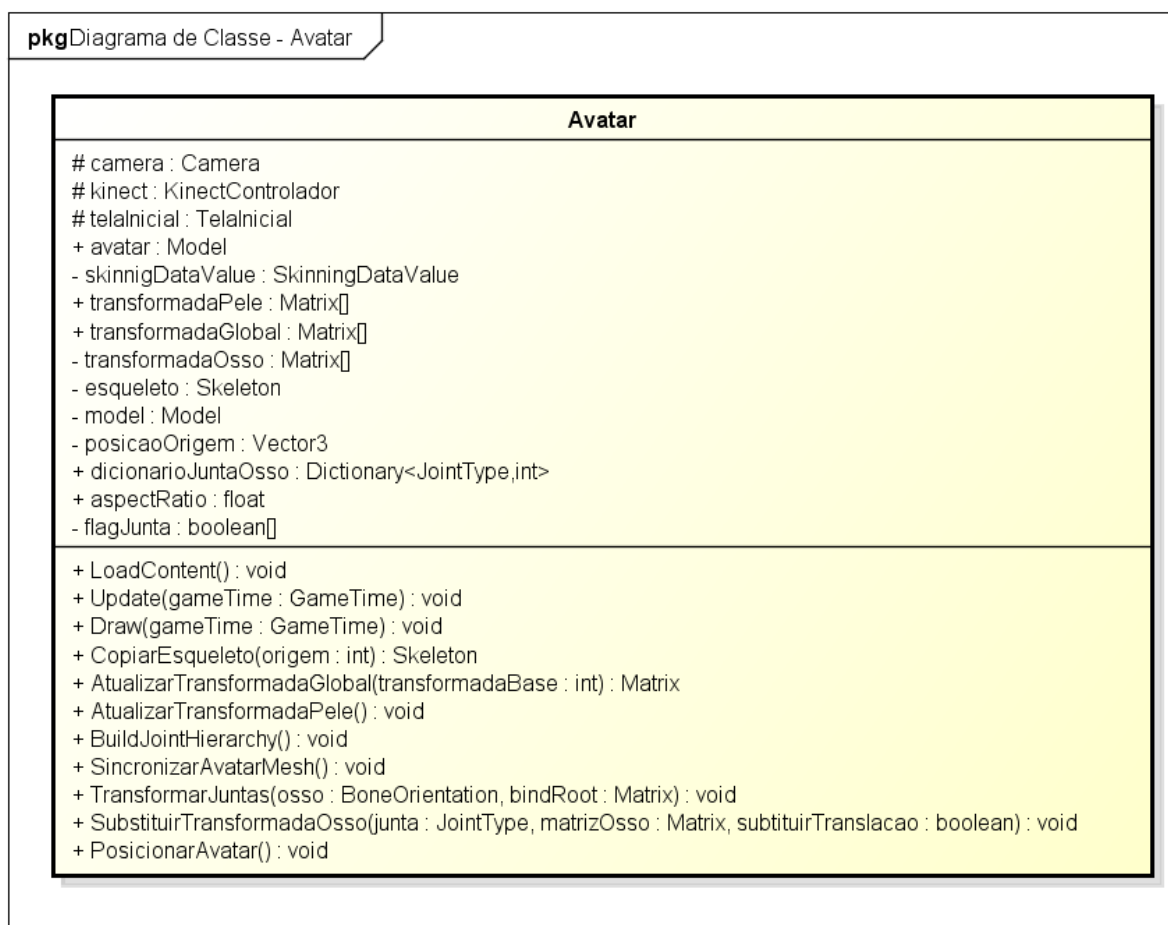 pkgDiagrama de Classe - Avatar
Avatar
# camera : Camera
# kinect : KinectControlador
# telaInicial : TelaInicial
+ avatar : Model
- skinnigDataValue : SkinningDataValue
+ transformadaPele : Matrix[]
+ transformadaGlobal : Matrix[]
- transformadaOsso : Matrix[]
- esqueleto : Skeleton
- model : Model
- posicaoOrigem : Vector3
+ dicionarioJuntaOsso : Dictionary<JointType,int>
+ aspectRatio : float
- flagJunta : boolean[]
+ LoadContent() : void
+ Update(gameTime : GameTime) : void
+ Draw(gameTime : GameTime) : void
+ CopiarEsqueleto(origem : int) : Skeleton
+ AtualizarTransformadaGlobal(transformadaBase : int) : Matrix
+ AtualizarTransformadaPele() : void
+ BuildJointHierarchy() : void
+ SincronizarAvatarMesh() : void
+ TransformarJuntas(osso : BoneOrientation, bindRoot : Matrix) : void
+ SubstituirTransformadaOsso(junta : JointType, matrizOsso : Matrix, subtituirTranslacao : boolean) : void
+ PosicionarAvatar() : void